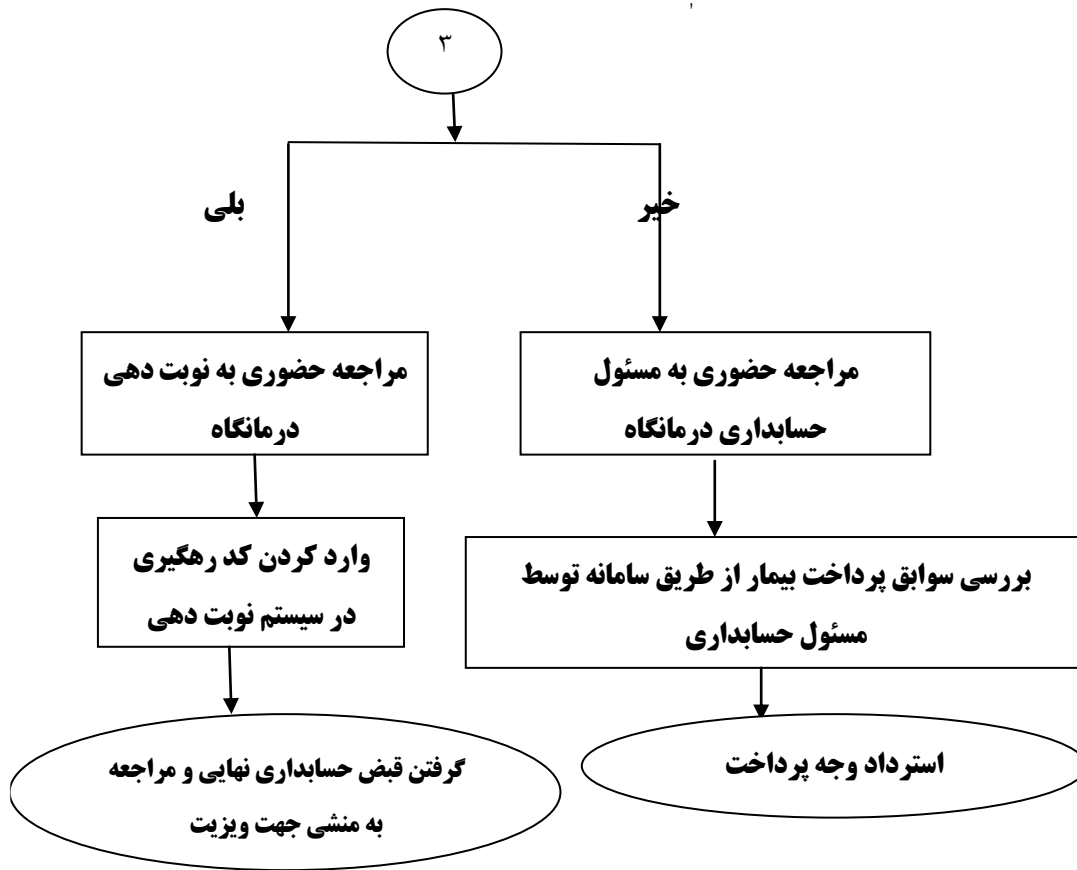 ۳
خیر
بلی
مراجعه حضوری به مسئول
حسابداری درمانگاه
مراجعه حضوری به نوبت دهی
درمانگاه
بررسی سوابق پرداخت بیمار از طریق سامانه توسط
مسئول حسابداری
وارد کردن کد رهگیری
در سیستم نوبت دهی
استرداد وجه پرداخت
گرفتن قبض حسابداری نهایی و مراجعه
به منشی جهت ویزیت